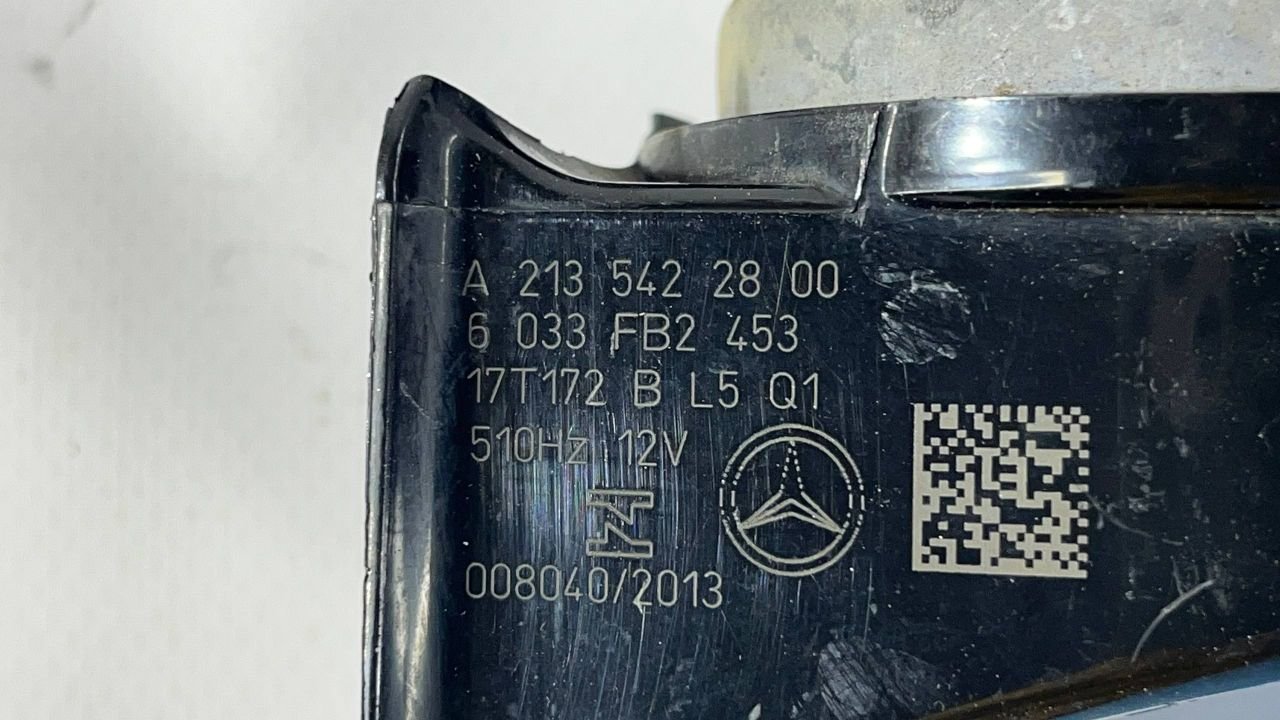 A 213 542 28 00
6 033 FB2 453
17T172 B L5 Q1
510Hz 12V
008040/2013